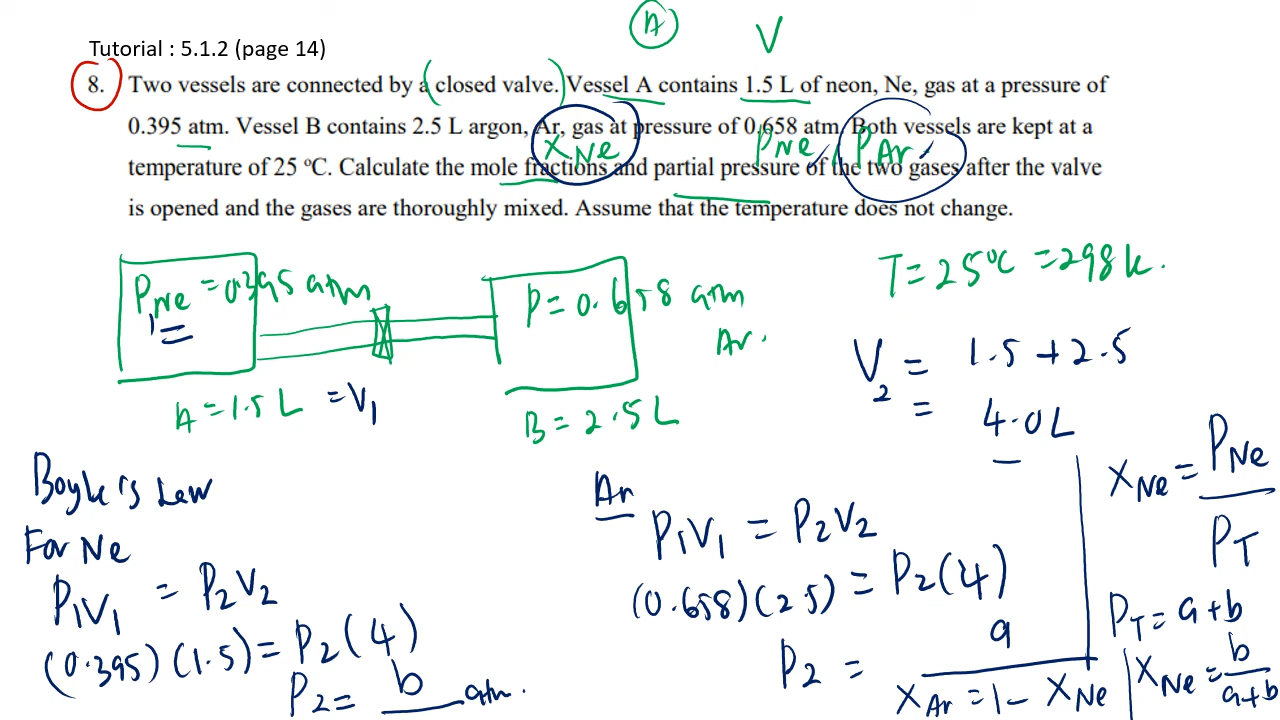 A V
Tutorial : 5.1.2 (page 14)
8. Two vessels are connected by a closed valve. Vessel A contains 1.5 L of neon, Ne, gas at a pressure of
0.395 atm. Vessel B contains 2.5 L argon, Ar, gas at pressure of 0.658 atm. Both vessels are kept at a
XNe PNe, PAr
temperature of 25 °C. Calculate the mole fractions and partial pressure of the two gases after the valve
is opened and the gases are thoroughly mixed. Assume that the temperature does not change.
PNe = 0.395 atm
P = 0.658 atm
Ar.
T = 25°C = 298 k.
A = 1.5 L = V1
B = 2.5 L
V2 = 1.5 + 2.5
= 4.0 L
Boyle's Law
For Ne
P1V1 = P2V2
(0.395)(1.5) = P2(4)
P2 = b atm.
Ar
P1V1 = P2V2
(0.658)(2.5) = P2(4)
P2 = a
XNe = PNe
PT
PT = a+b
XNe = b
a+b
XAr = 1 - XNe